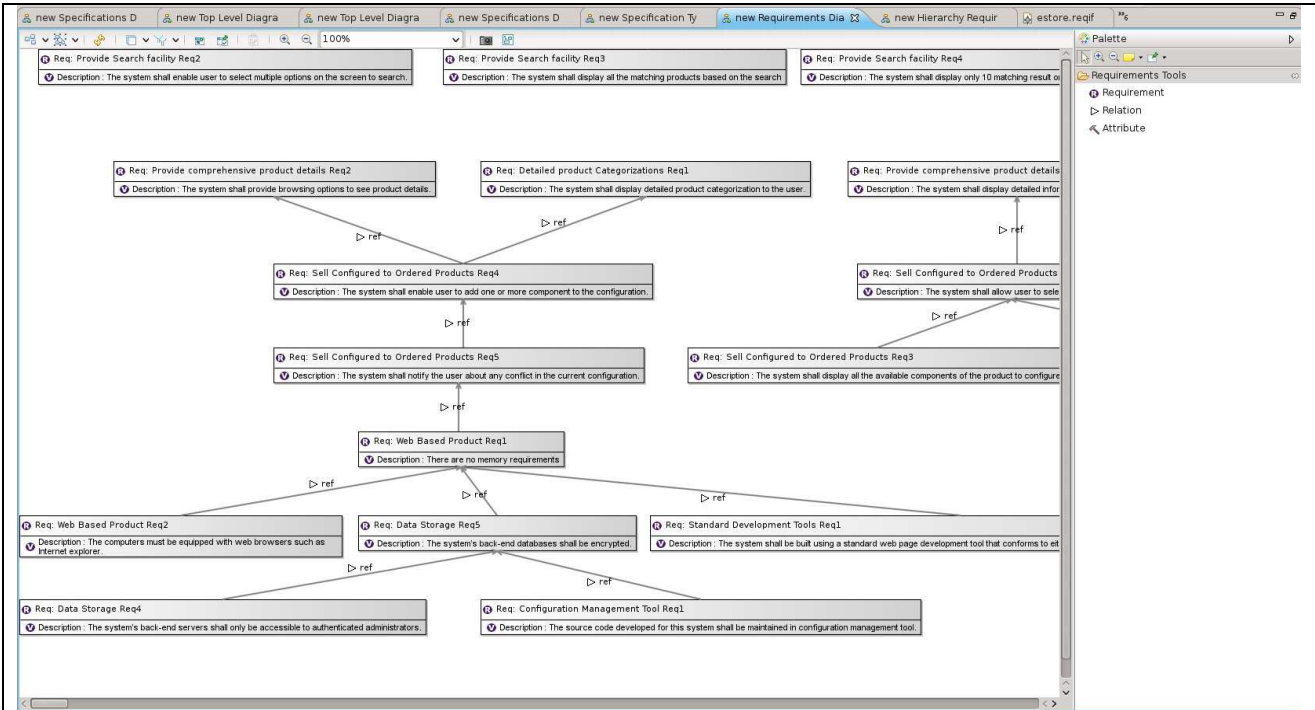 new Specifications D
new Top Level Diagra
new Top Level Diagra
new Specifications D
new Specification Ty
new Requirements Dia
new Hierarchy Requir
estore.reqif
»5
100%
Palette
Req: Provide Search facility Req2
Description : The system shall enable user to select multiple options on the screen to search.
Req: Provide Search facility Req3
Description : The system shall display all the matching products based on the search
Req: Provide Search facility Req4
Description : The system shall display only 10 matching result o
Requirements Tools
Requirement
Relation
Attribute
Req: Provide comprehensive product details Req2
Description : The system shall provide browsing options to see product details.
Req: Detailed product Categorizations Req1
Description : The system shall display detailed product categorization to the user.
Req: Provide comprehensive product details
Description : The system shall display detailed infor
ref
ref
ref
Req: Sell Configured to Ordered Products Req4
Description : The system shall enable user to add one or more component to the configuration.
Req: Sell Configured to Ordered Products
Description : The system shall allow user to sele
ref
ref
Req: Sell Configured to Ordered Products Req5
Description : The system shall notify the user about any conflict in the current configuration.
Req: Sell Configured to Ordered Products Req3
Description : The system shall display all the available components of the product to configure
ref
Req: Web Based Product Req1
Description : There are no memory requirements
ref
ref
ref
Req: Web Based Product Req2
Description : The computers must be equipped with web browsers such as
Internet explorer.
Req: Data Storage Req5
Description : The system's back-end databases shall be encrypted.
Req: Standard Development Tools Req1
Description : The system shall be built using a standard web page development tool that conforms to eit
ref
ref
Req: Data Storage Req4
Description : The system's back-end servers shall only be accessible to authenticated administrators.
Req: Configuration Management Tool Req1
Description : The source code developed for this system shall be maintained in configuration management tool.